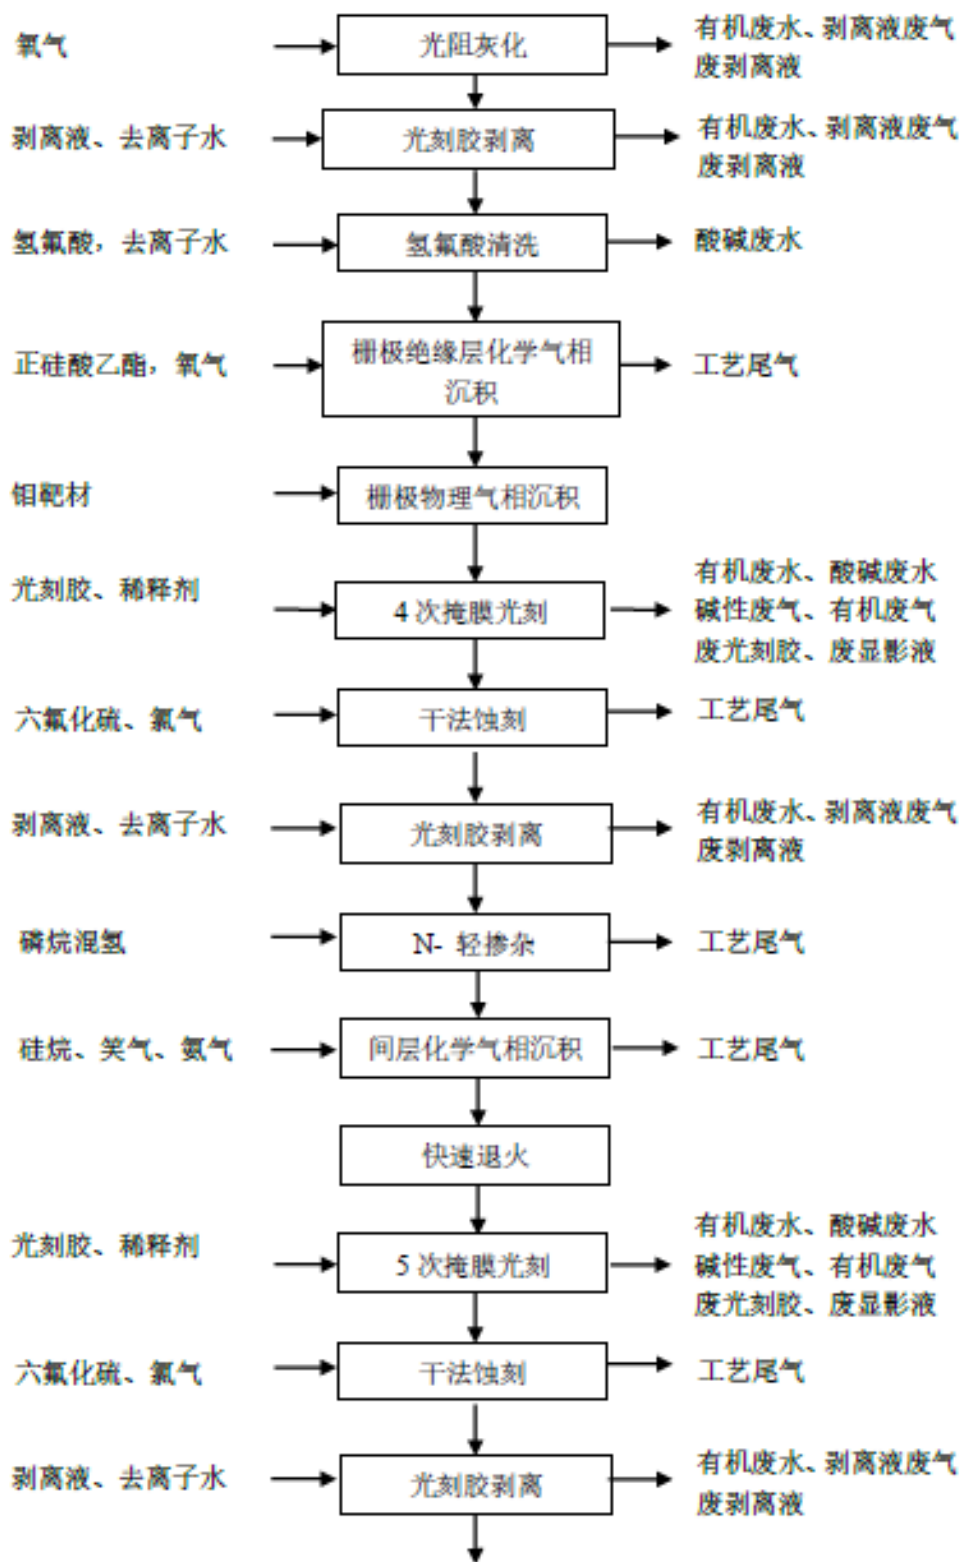 氧气
光阻灰化
有机废水、剥离液废气
废剥离液
剥离液、去离子水
光刻胶剥离
有机废水、剥离液废气
废剥离液
氢氟酸，去离子水
氢氟酸清洗
酸碱废水
正硅酸乙酯，氧气
栅极绝缘层化学气相
沉积
工艺尾气
钼靶材
栅极物理气相沉积
光刻胶、稀释剂
4 次掩膜光刻
有机废水、酸碱废水
碱性废气、有机废气
废光刻胶、废显影液
六氟化硫、氯气
干法蚀刻
工艺尾气
剥离液、去离子水
光刻胶剥离
有机废水、剥离液废气
废剥离液
磷烷混氢
N- 轻掺杂
工艺尾气
硅烷、笑气、氨气
间层化学气相沉积
工艺尾气
快速退火
光刻胶、稀释剂
5 次掩膜光刻
有机废水、酸碱废水
碱性废气、有机废气
废光刻胶、废显影液
六氟化硫、氯气
干法蚀刻
工艺尾气
剥离液、去离子水
光刻胶剥离
有机废水、剥离液废气
废剥离液